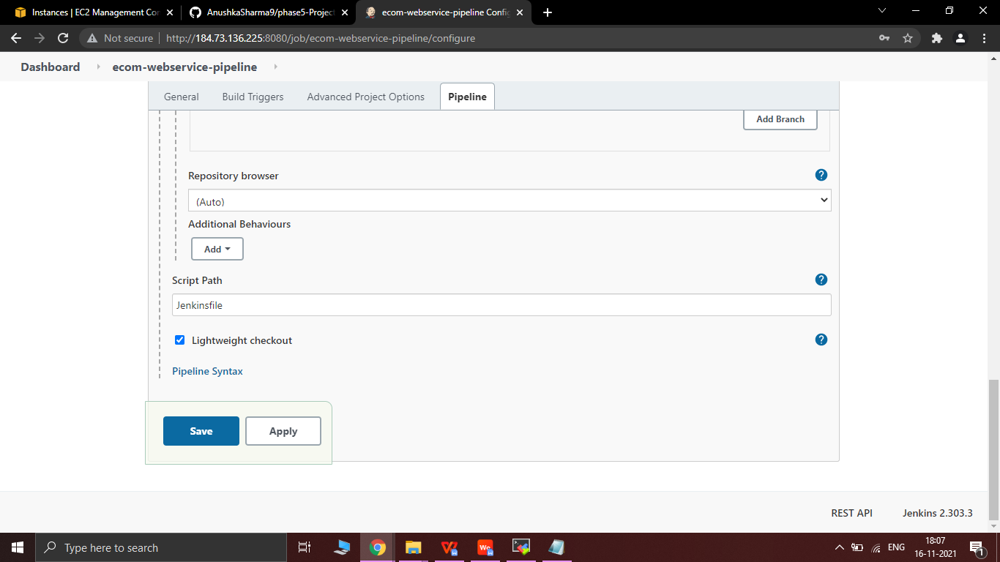 Instances | EC2 Management Con
AnushkaSharma9/phase5-Project
ecom-webservice-pipeline Config
Not secure
http://184.73.136.225:8080/job/ecom-webservice-pipeline/configure
Dashboard
ecom-webservice-pipeline
General
Build Triggers
Advanced Project Options
Pipeline
Add Branch
Repository browser
?
(Auto)
Additional Behaviours
Add
Script Path
?
Jenkinsfile
Lightweight checkout
?
Pipeline Syntax
Save
Apply
REST API
Jenkins 2.303.3
Type here to search
ENG
18:07
16-11-2021
1